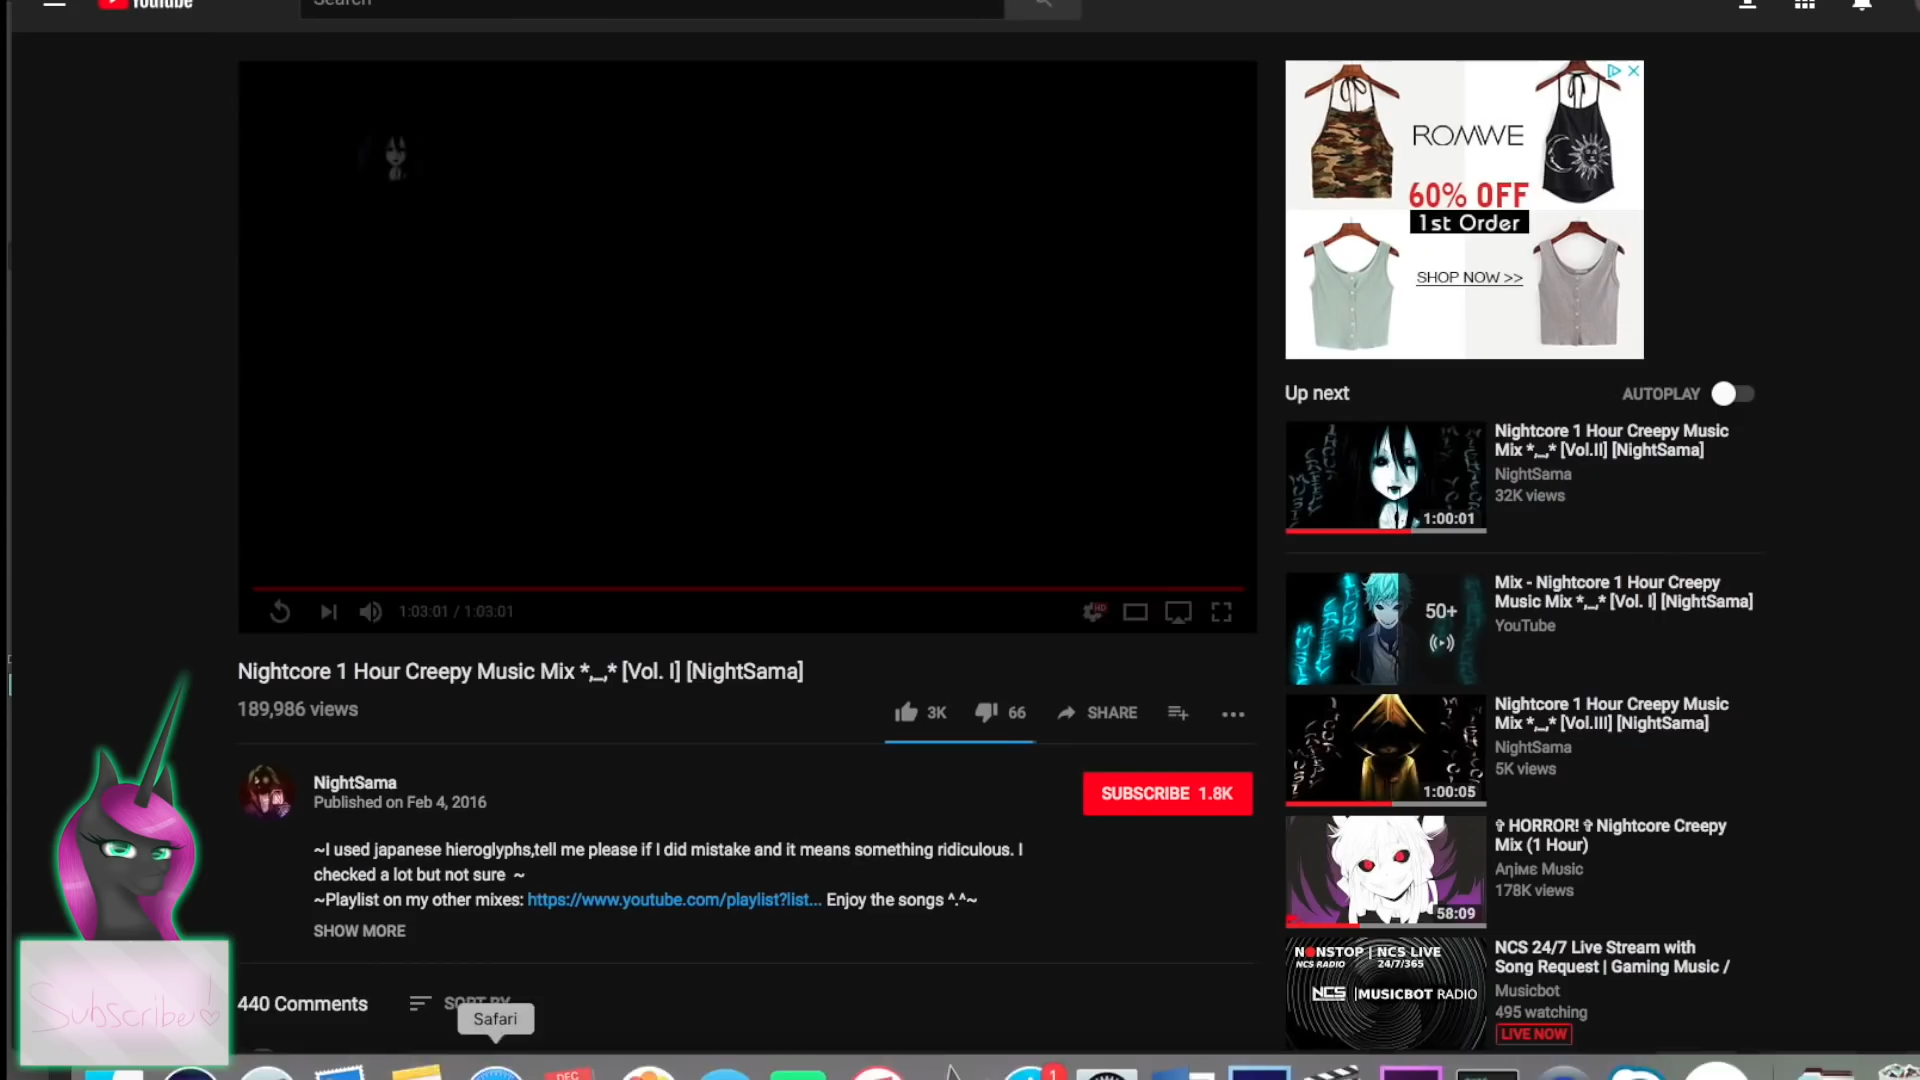 YouTube
Search
ROMWE
60% OFF
1st Order
SHOP NOW >>
Up next
AUTOPLAY
Nightcore 1 Hour Creepy Music
Mix *,_,* [Vol.II] [NightSama]
NightSama
32K views
1:00:01
Mix - Nightcore 1 Hour Creepy
Music Mix *,_,* [Vol. I] [NightSama]
YouTube
50+
Nightcore 1 Hour Creepy Music
Mix *,_,* [Vol.III] [NightSama]
NightSama
5K views
1:00:05
✞ HORROR! ✞ Nightcore Creepy
Mix (1 Hour)
Aηiмє Music
178K views
58:09
NCS 24/7 Live Stream with
Song Request | Gaming Music /
Musicbot
495 watching
LIVE NOW
NONSTOP | NCS LIVE
NCS RADIO 24/7/365
NCS |MUSICBOT RADIO
1:03:01 / 1:03:01
HD
Nightcore 1 Hour Creepy Music Mix *,_,* [Vol. I] [NightSama]
189,986 views
3K
66
SHARE
NightSama
Published on Feb 4, 2016
SUBSCRIBE 1.8K
~I used japanese hieroglyphs,tell me please if I did mistake and it means something ridiculous. I
checked a lot but not sure ~
~Playlist on my other mixes: https://www.youtube.com/playlist?list... Enjoy the songs ^.^~
SHOW MORE
440 Comments
SORT BY
Safari
Subscribe!
DEC
1